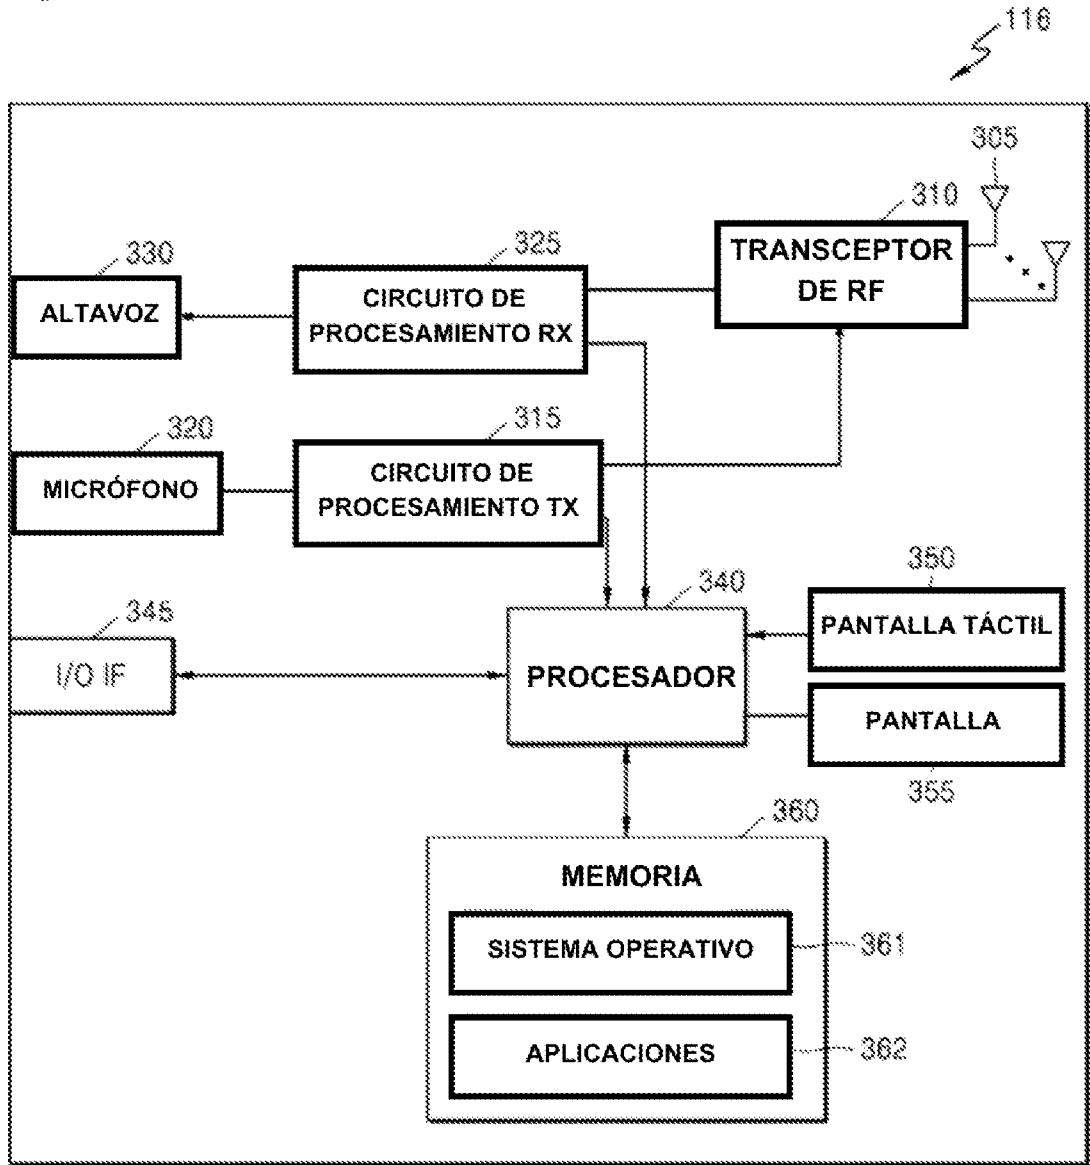 116
305
310
TRANSCEPTOR
DE RF
325
CIRCUITO DE
PROCESAMIENTO RX
330
ALTAVOZ
320
MICRÓFONO
315
CIRCUITO DE
PROCESAMIENTO TX
345
I/O IF
340
PROCESADOR
350
PANTALLA TÁCTIL
PANTALLA
355
360
MEMORIA
SISTEMA OPERATIVO
361
APLICACIONES
362